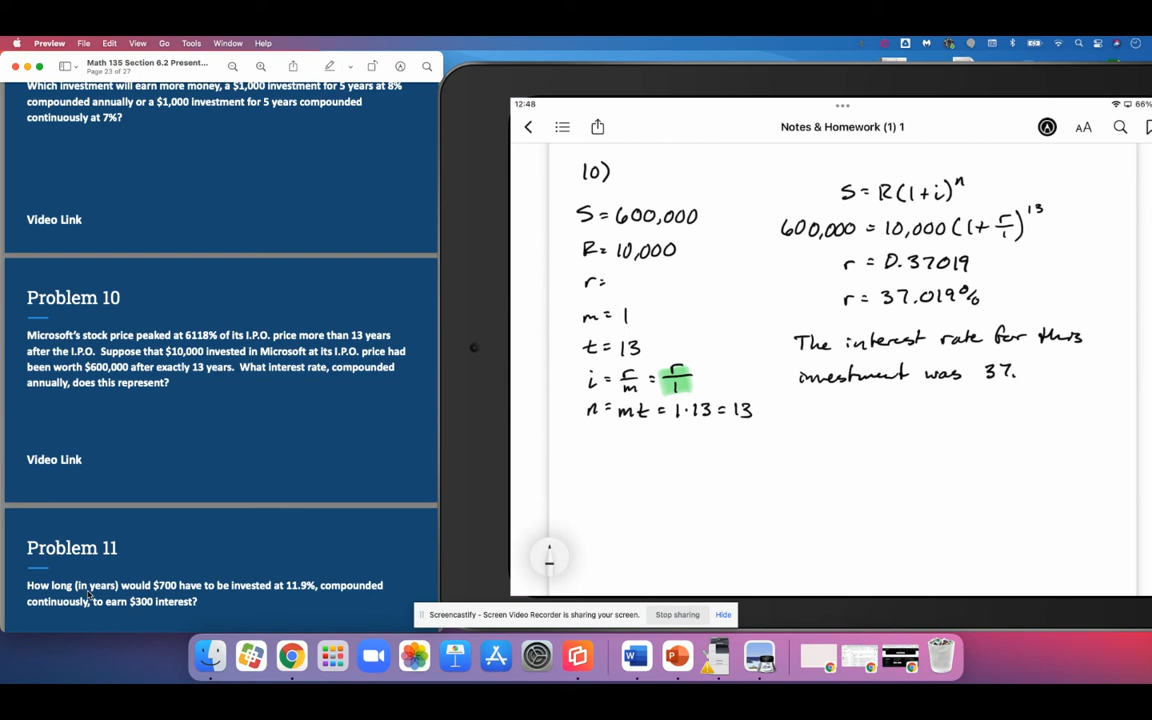 Preview File Edit View Go Tools Window Help
Math 135 Section 6.2 Present...
Page 23 of 27
Which investment will earn more money, a $1,000 investment for 5 years at 8%
compounded annually or a $1,000 investment for 5 years compounded
continuously at 7%?
Video Link
Problem 10
Microsoft's stock price peaked at 6118% of its I.P.O. price more than 13 years
after the I.P.O. Suppose that $10,000 invested in Microsoft at its I.P.O. price had
been worth $600,000 after exactly 13 years. What interest rate, compounded
annually, does this represent?
Video Link
Problem 11
How long (in years) would $700 have to be invested at 11.9%, compounded
continuously, to earn $300 interest?
12:48
66%
Notes & Homework (1) 1
AA
10)
S = 600,000
R = 10,000
r =
m = 1
t = 13
i = r/m = r/1
n = mt = 1·13 = 13
S = R(1+i)^n
600,000 = 10,000(1+ r/1)^13
r = 0.37019
r = 37.019%
The interest rate for this
investment was 37.
Screencastify - Screen Video Recorder is sharing your screen. Stop sharing Hide